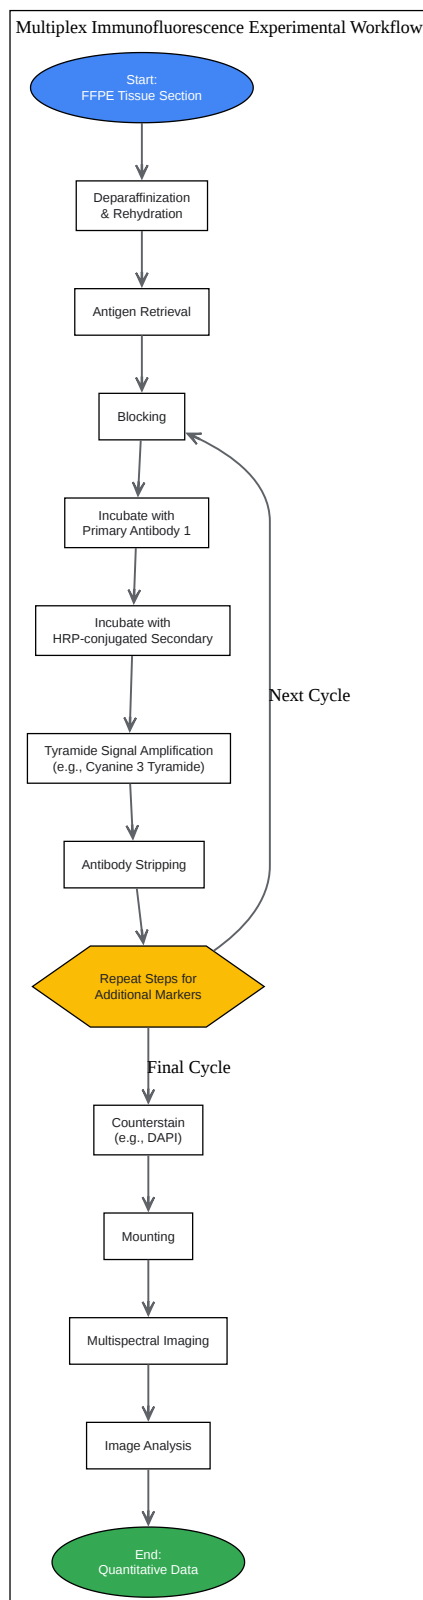 Multiplex Immunofluorescence Experimental Workflow
Start:
FFPE Tissue Section
Deparaffinization
& Rehydration
Antigen Retrieval
Blocking
Incubate with
Primary Antibody 1
Incubate with
HRP-conjugated Secondary
Next Cycle
Tyramide Signal Amplification
(e.g., Cyanine 3 Tyramide)
Antibody Stripping
Repeat Steps for
Additional Markers
Final Cycle
Counterstain
(e.g., DAPI)
Mounting
Multispectral Imaging
Image Analysis
End:
Quantitative Data